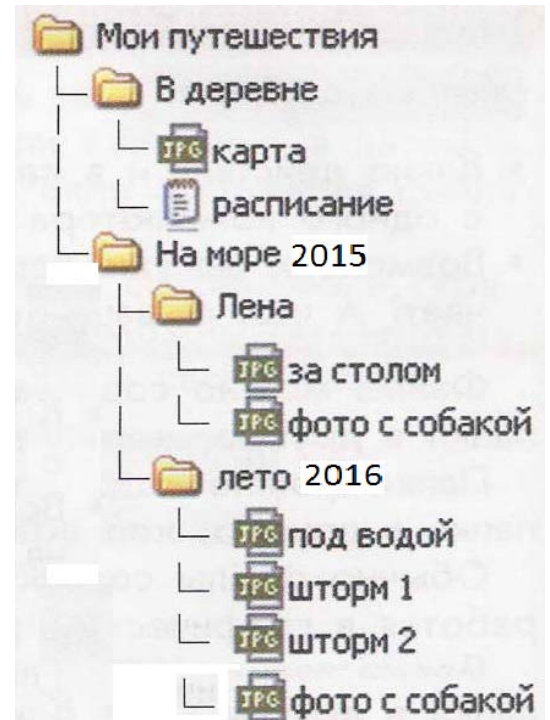 Мои путешествия
В деревне
JPG карта
расписание
На море 2015
Лена
JPG за столом
JPG фото с собакой
лето 2016
JPG под водой
JPG шторм 1
JPG шторм 2
JPG фото с собакой